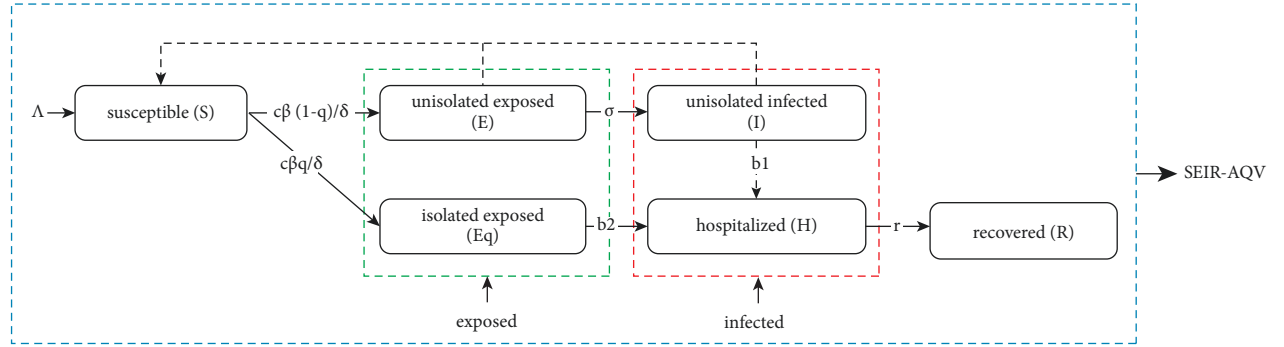 Λ
susceptible (S)
cβ (1-q)/δ
unisolated exposed
(E)
σ
unisolated infected
(I)
cβq/δ
b1
SEIR-AQV
isolated exposed
(Eq)
b2
hospitalized (H)
r
recovered (R)
exposed
infected